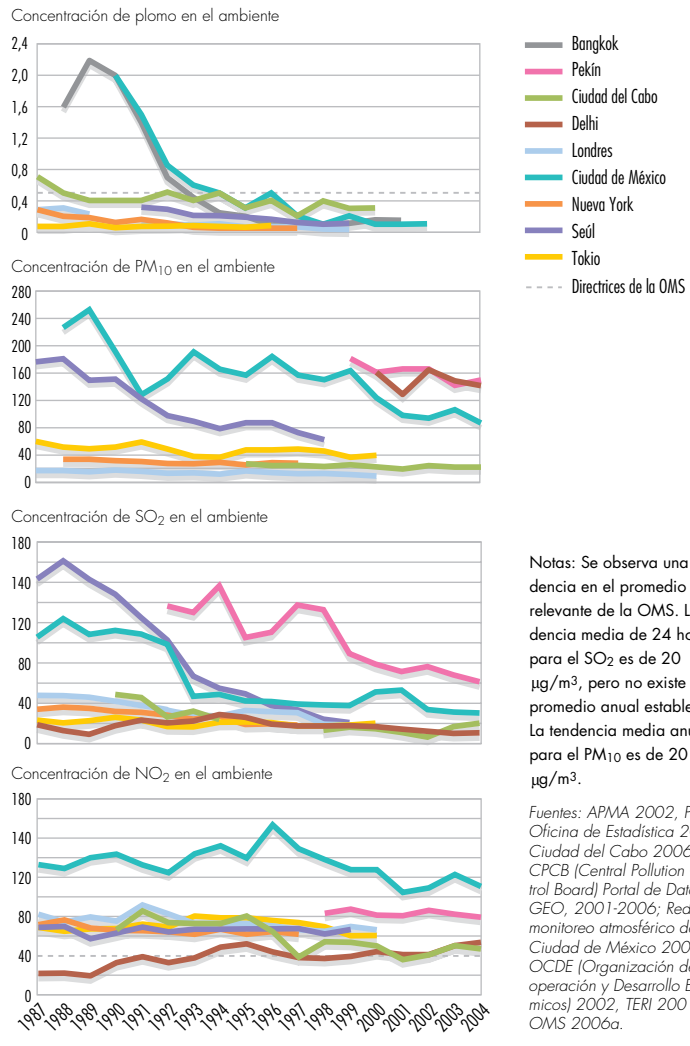 Concentración de plomo en el ambiente
2,4
2,0
1,6
1,2
0,8
0,4
0
Bangkok
Pekín
Ciudad del Cabo
Delhi
Londres
Ciudad de México
Nueva York
Seúl
Tokio
Directrices de la OMS
Concentración de PM10 en el ambiente
280
240
200
160
120
80
40
0
Concentración de SO2 en el ambiente
180
140
120
80
40
0
Concentración de NO2 en el ambiente
180
140
120
80
40
0
1987 1988 1989 1990 1991 1992 1993 1994 1995 1996 1997 1998 1999 2000 2001 2002 2003 2004
Notas: Se observa una
dencia en el promedio
relevante de la OMS. L
dencia media de 24 ho
para el SO2 es de 20
µg/m3, pero no existe
promedio anual estable
La tendencia media anu
para el PM10 es de 20
µg/m3.
Fuentes: APMA 2002, P
Oficina de Estadística 2
Ciudad del Cabo 2006
CPCB (Central Pollution
trol Board) Portal de Data
GEO, 2001-2006; Red
monitoreo atmosférico de
Ciudad de México 200
OCDE (Organización de
operación y Desarrollo E
micos) 2002, TERI 200
OMS 2006a.